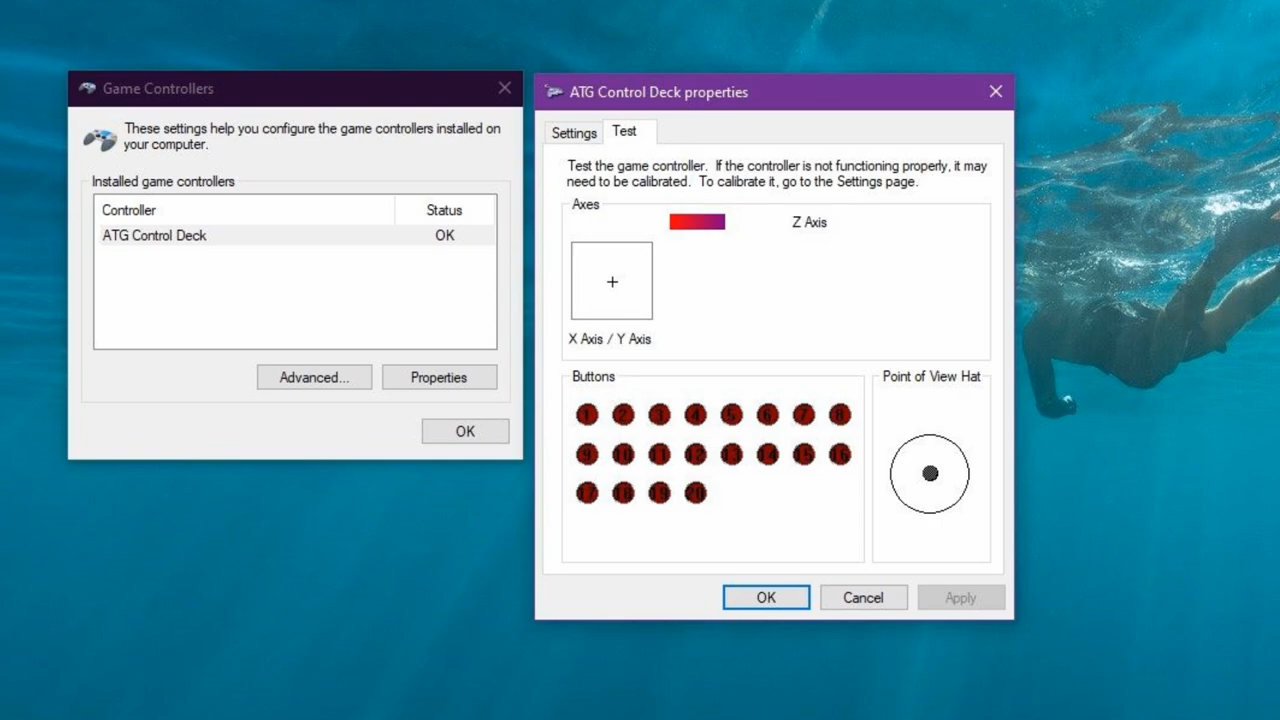 Game Controllers
These settings help you configure the game controllers installed on
your computer.
Installed game controllers
Controller Status
ATG Control Deck OK
Advanced... Properties
OK
ATG Control Deck properties
Settings Test
Test the game controller. If the controller is not functioning properly, it may
need to be calibrated. To calibrate it, go to the Settings page.
Axes
Z Axis
X Axis / Y Axis
Buttons
1 2 3 4 5 6 7 8
9 10 11 12 13 14 15 16
17 18 19 20
Point of View Hat
OK Cancel Apply